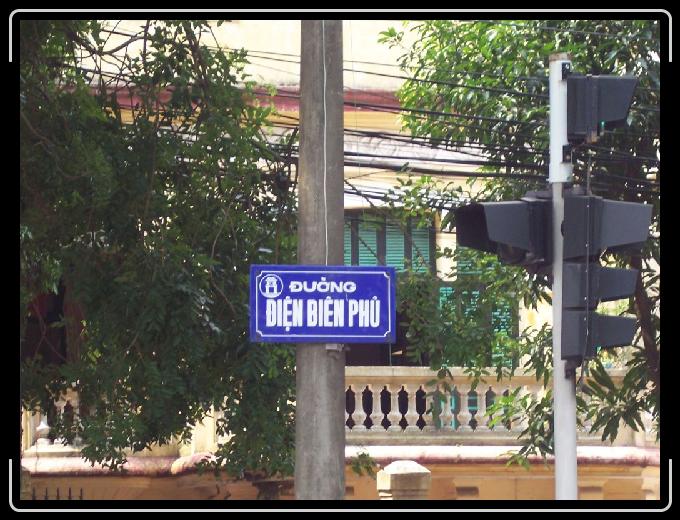 ĐƯỜNG
ĐIỆN BIÊN PHỦ